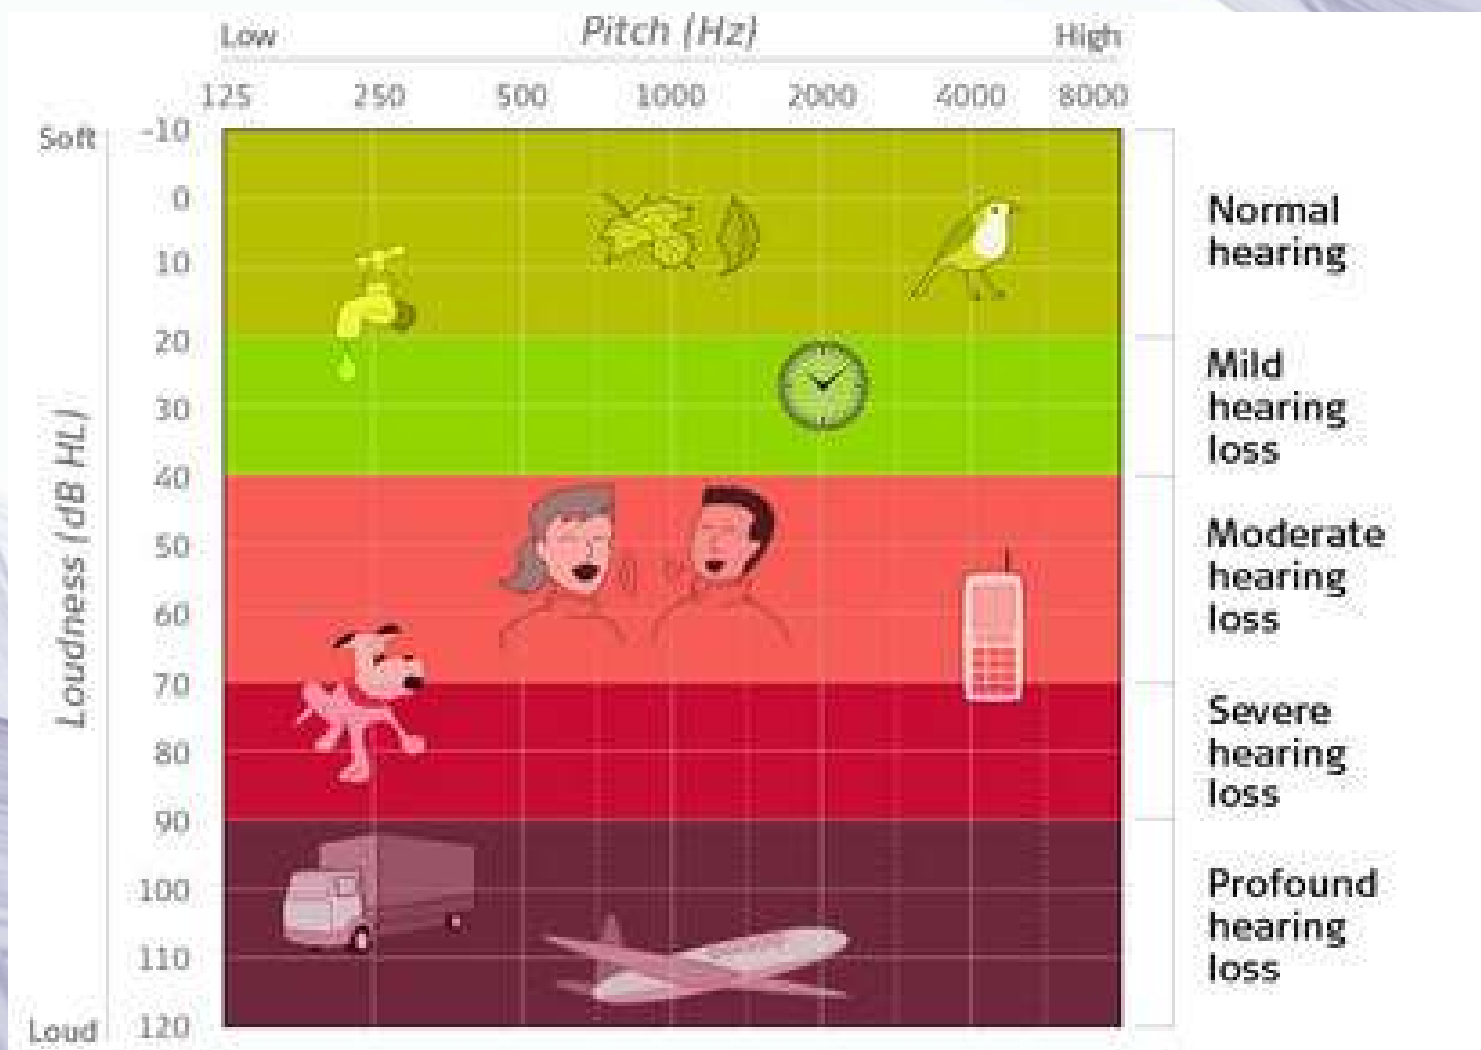 Low Pitch (Hz) High
125 250 500 1000 2000 4000 8000
Soft
-10
0
10
20
30
40
50
60
70
80
90
100
110
120
Loud
Loudness (dB HL)
Normal
hearing
Mild
hearing
loss
Moderate
hearing
loss
Severe
hearing
loss
Profound
hearing
loss